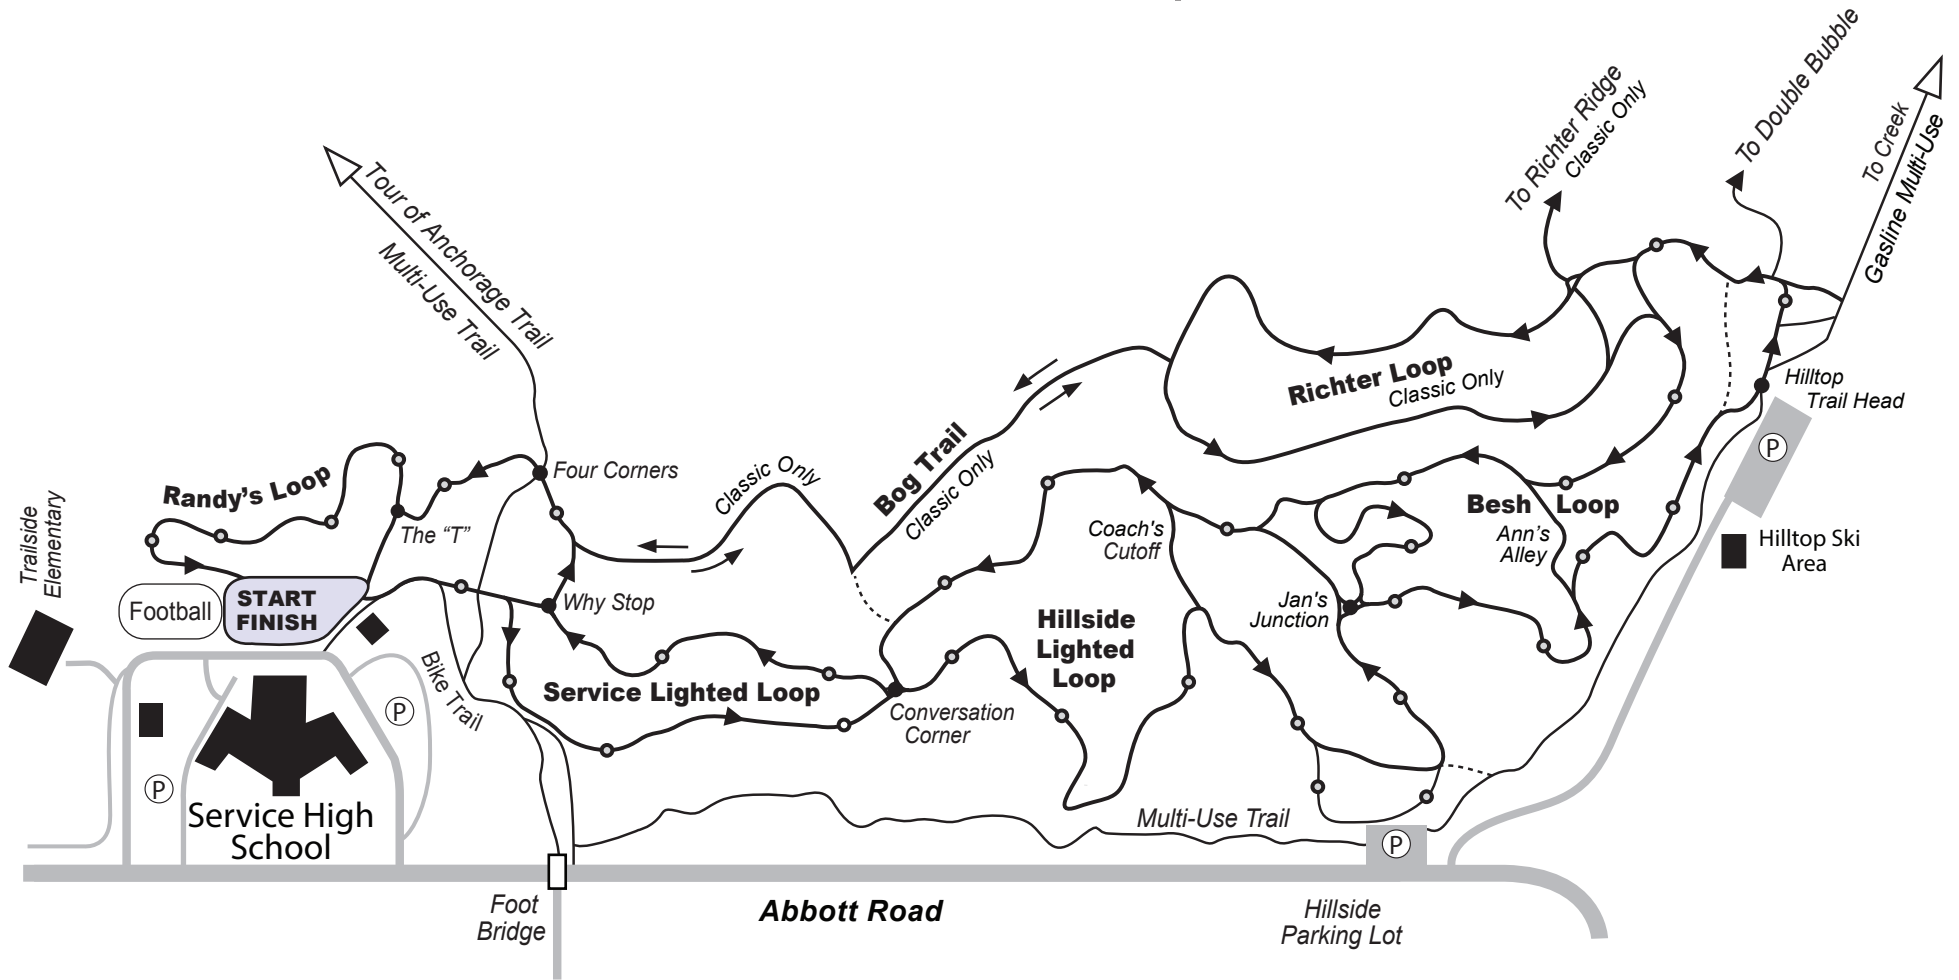 To Double Bubble
To Richter Ridge
Classic Only
To Creek
Gasline Multi-Use
Tour of Anchorage Trail
Multi-Use Trail
Richter Loop
Classic Only
Hilltop
Trail Head
P
Bog Trail
Classic Only
Classic Only
Four Corners
Randy's Loop
The "T"
Trailside
Elementary
Besh Loop
Ann's
Alley
Coach's
Cutoff
Hilltop Ski
Area
Football
START
FINISH
Why Stop
Jan's
Junction
Hillside
Lighted
Loop
Bike Trail
Service Lighted Loop
P
Conversation
Corner
P
Service High
School
Multi-Use Trail
P
Foot
Bridge
Abbott Road
Hillside
Parking Lot